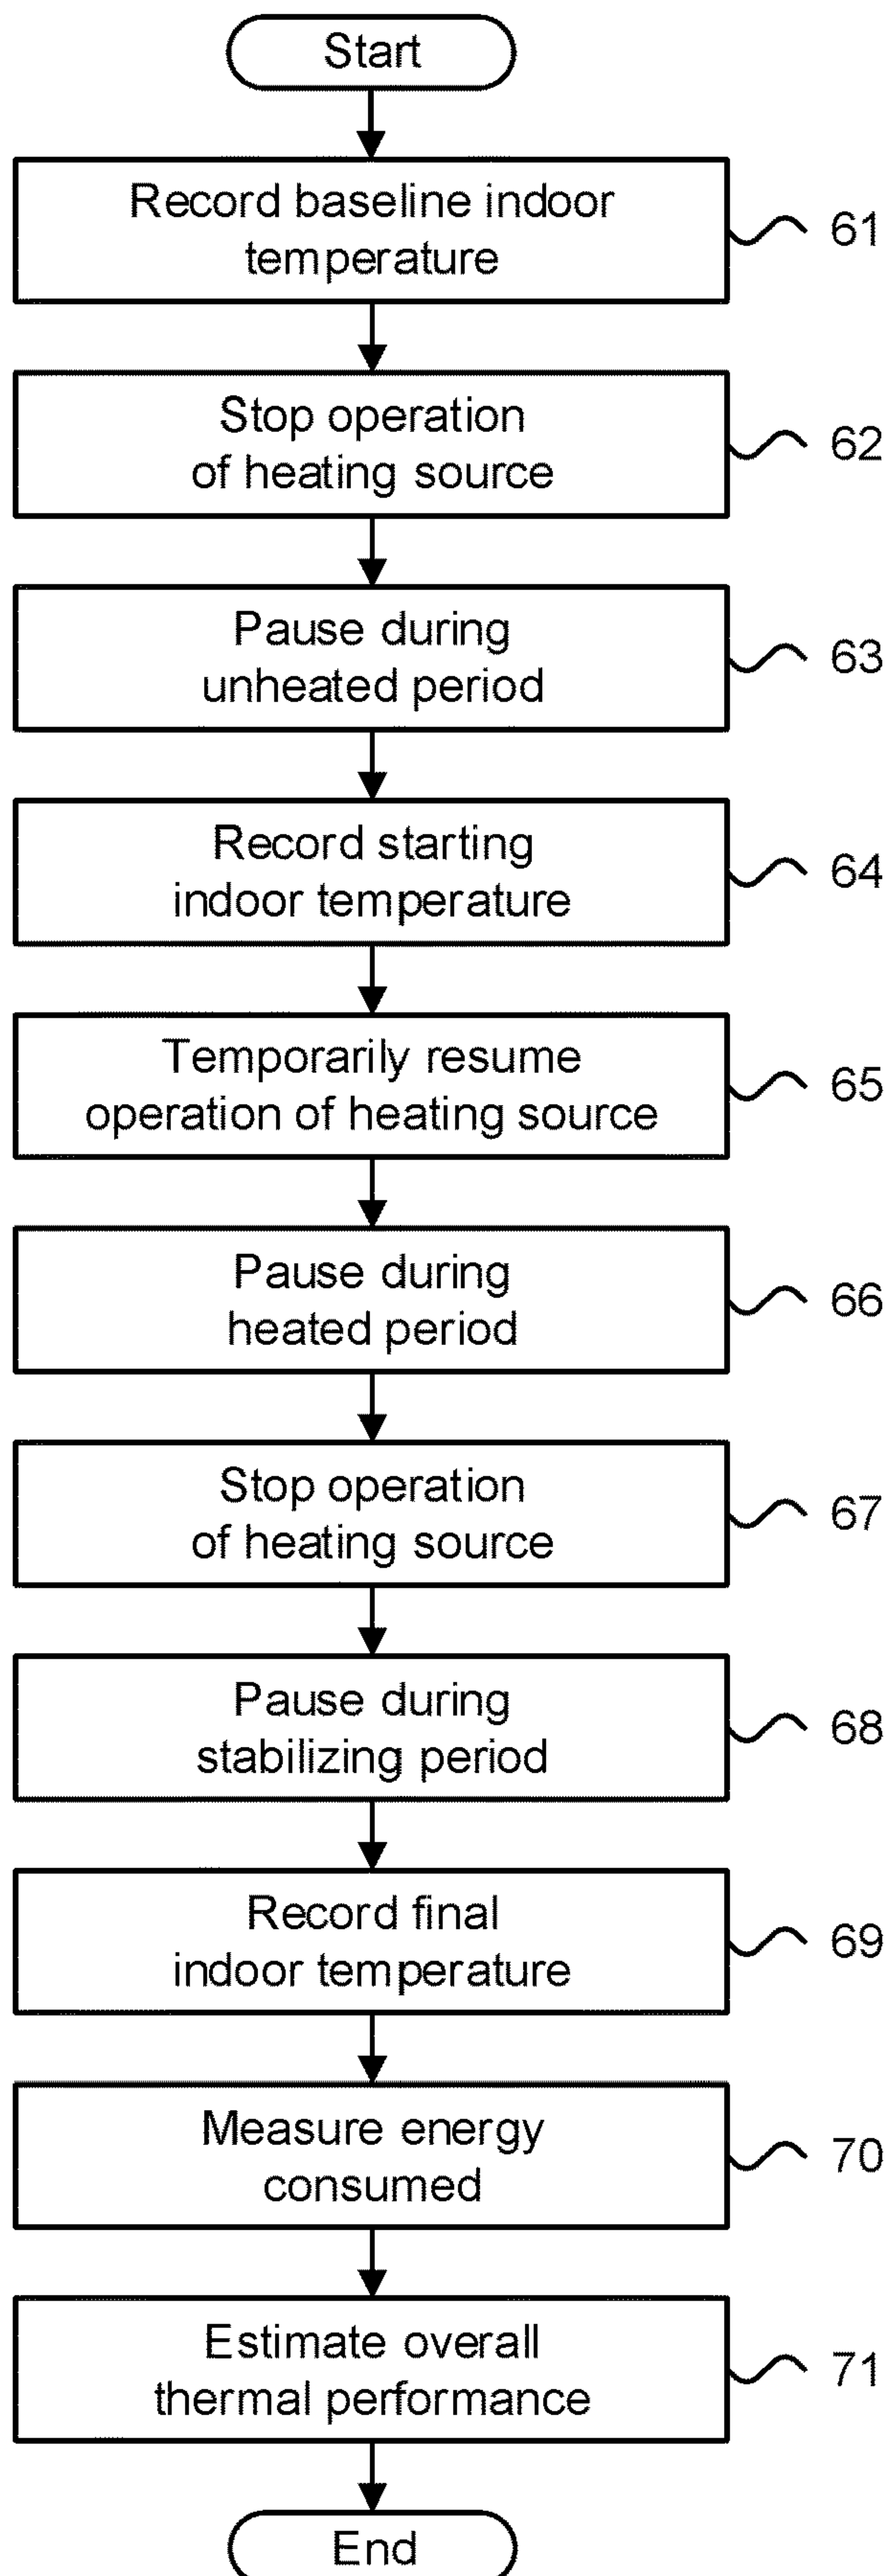 Start
Record baseline indoor
temperature
61
Stop operation
of heating source
62
Pause during
unheated period
63
Record starting
indoor temperature
64
Temporarily resume
operation of heating source
65
Pause during
heated period
66
Stop operation
of heating source
67
Pause during
stabilizing period
68
Record final
indoor temperature
69
Measure energy
consumed
70
Estimate overall
thermal performance
71
End